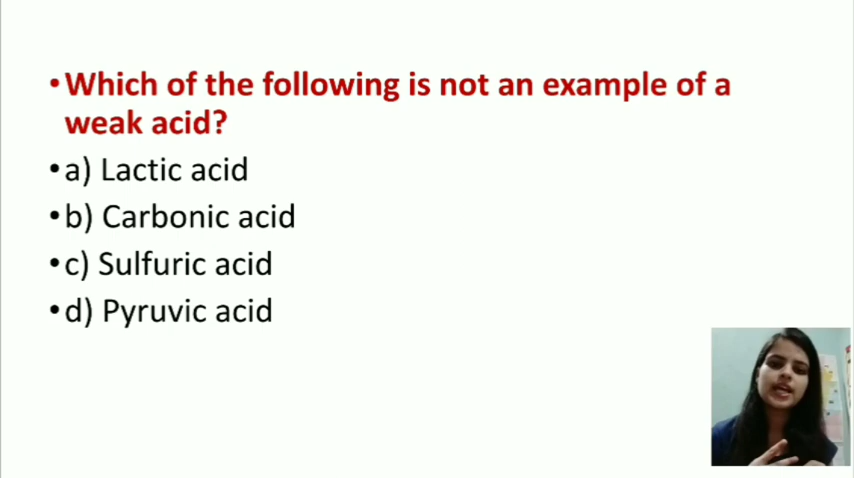 •Which of the following is not an example of a
weak acid?
•a) Lactic acid
•b) Carbonic acid
•c) Sulfuric acid
•d) Pyruvic acid